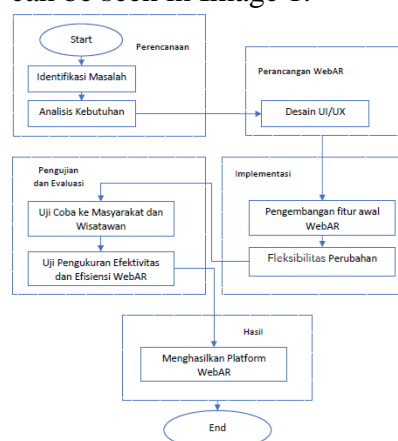 can be seen in Image 1.
Start
Perencanaan
Identifikasi Masalah
Analisis Kebutuhan
Perancangan WebAR
Desain UI/UX
Pengujian
dan Evaluasi
Uji Coba ke Masyarakat dan
Wisatawan
Uji Pengukuran Efektivitas
dan Efisiensi WebAR
Implementasi
Pengembangan fitur awal
WebAR
Fleksibilitas Perubahan
Hasil
Menghasilkan Platform
WebAR
End